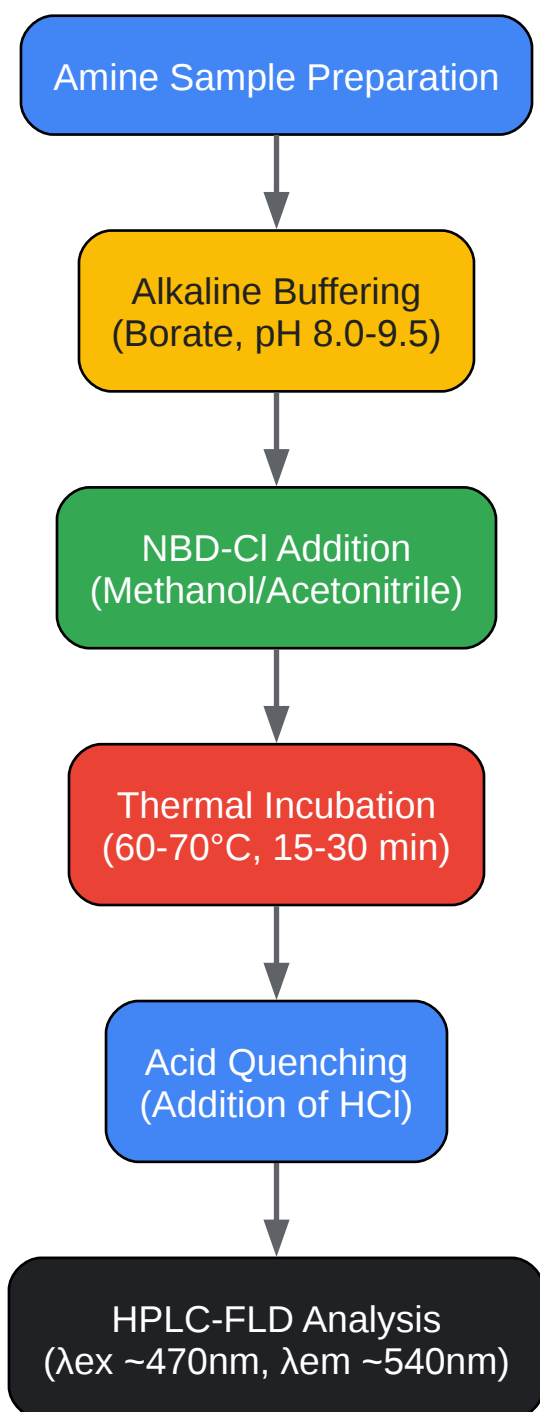 Amine Sample Preparation
Alkaline Buffering
(Borate, pH 8.0-9.5)
NBD-Cl Addition
(Methanol/Acetonitrile)
Thermal Incubation
(60-70°C, 15-30 min)
Acid Quenching
(Addition of HCl)
HPLC-FLD Analysis
(λex ~470nm, λem ~540nm)